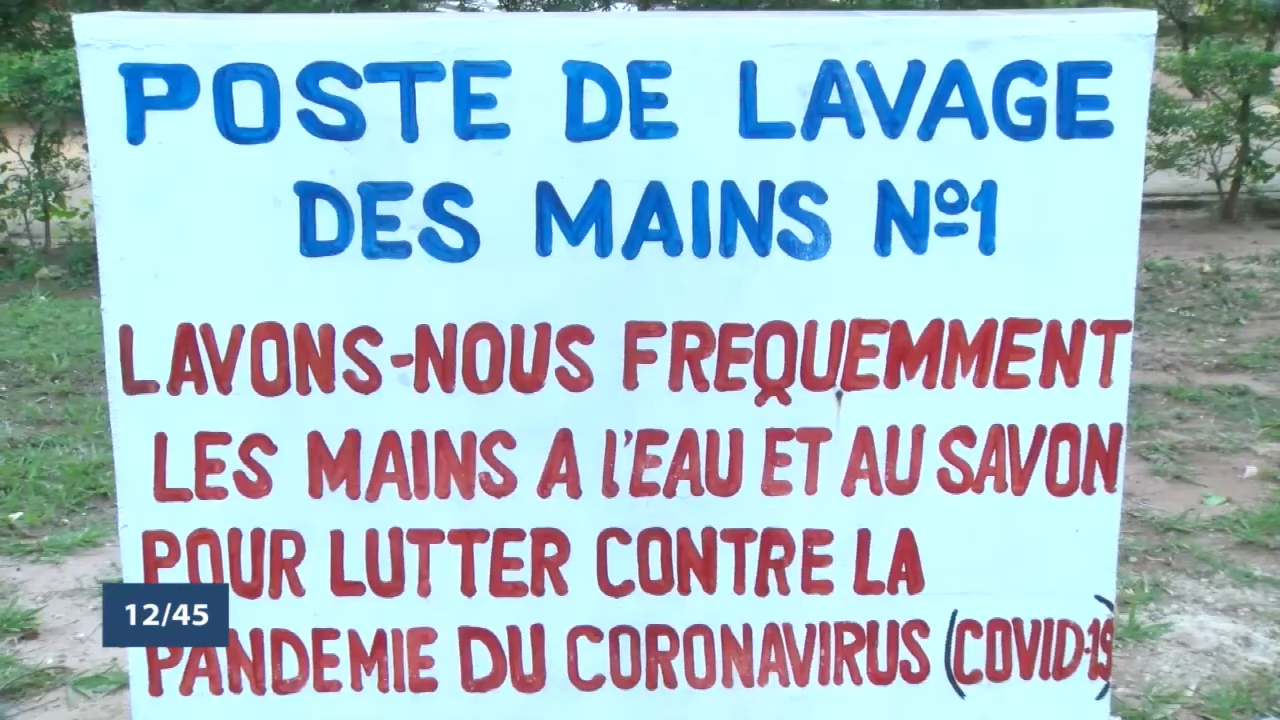 POSTE DE LAVAGE
DES MAINS Nº1
LAVONS-NOUS FREQUEMMENT
LES MAINS A l'EAU ET AU SAVON
POUR LUTTER CONTRE LA
12/45
PANDEMIE DU CORONAVIRUS (COVID-19)